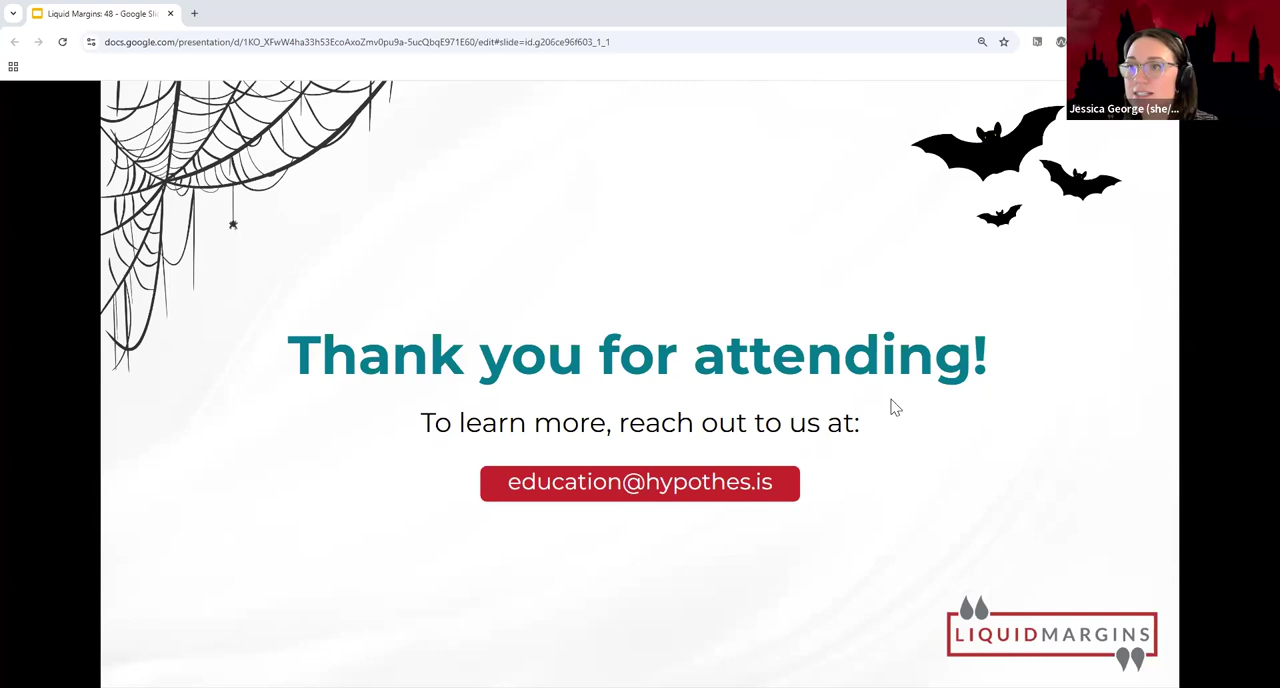 Liquid Margins: 48 - Google Slid
docs.google.com/presentation/d/1KO_XFwW4ha33h53EcoAxoZmv0pu9a-5ucQbqE971E60/edit#slide=id.g206ce96f603_1_1
Jessica George (she/...
Thank you for attending!
To learn more, reach out to us at:
education@hypothes.is
LIQUIDMARGINS